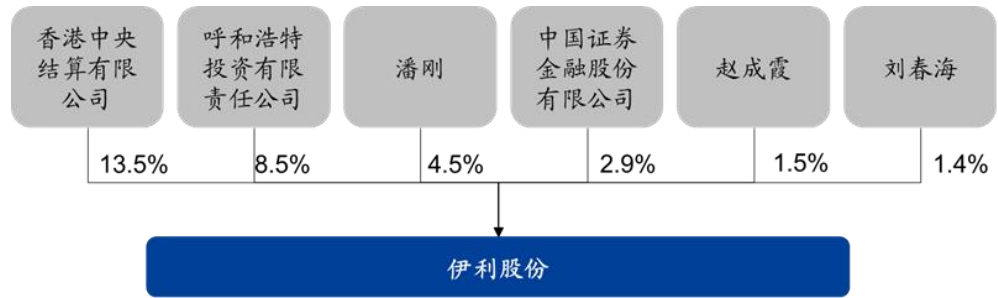 香港中央
结算有限
公司
呼和浩特
投资有限
责任公司
潘刚
中国证券
金融股份
有限公司
赵成霞
刘春海
13.5%
8.5%
4.5%
2.9%
1.5%
1.4%
伊利股份